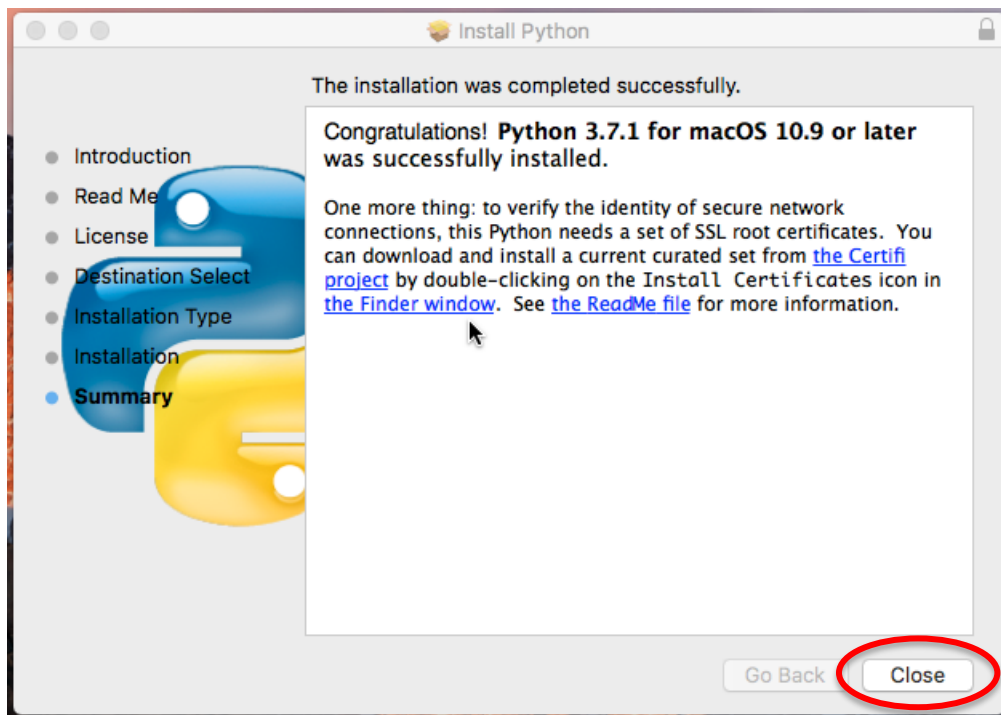 Install Python
The installation was completed successfully.
Introduction
Read Me
License
Destination Select
Installation Type
Installation
Summary
Congratulations! Python 3.7.1 for macOS 10.9 or later
was successfully installed.
One more thing: to verify the identity of secure network
connections, this Python needs a set of SSL root certificates. You
can download and install a current curated set from the Certifi
project by double-clicking on the Install Certificates icon in
the Finder window. See the ReadMe file for more information.
Go Back
Close